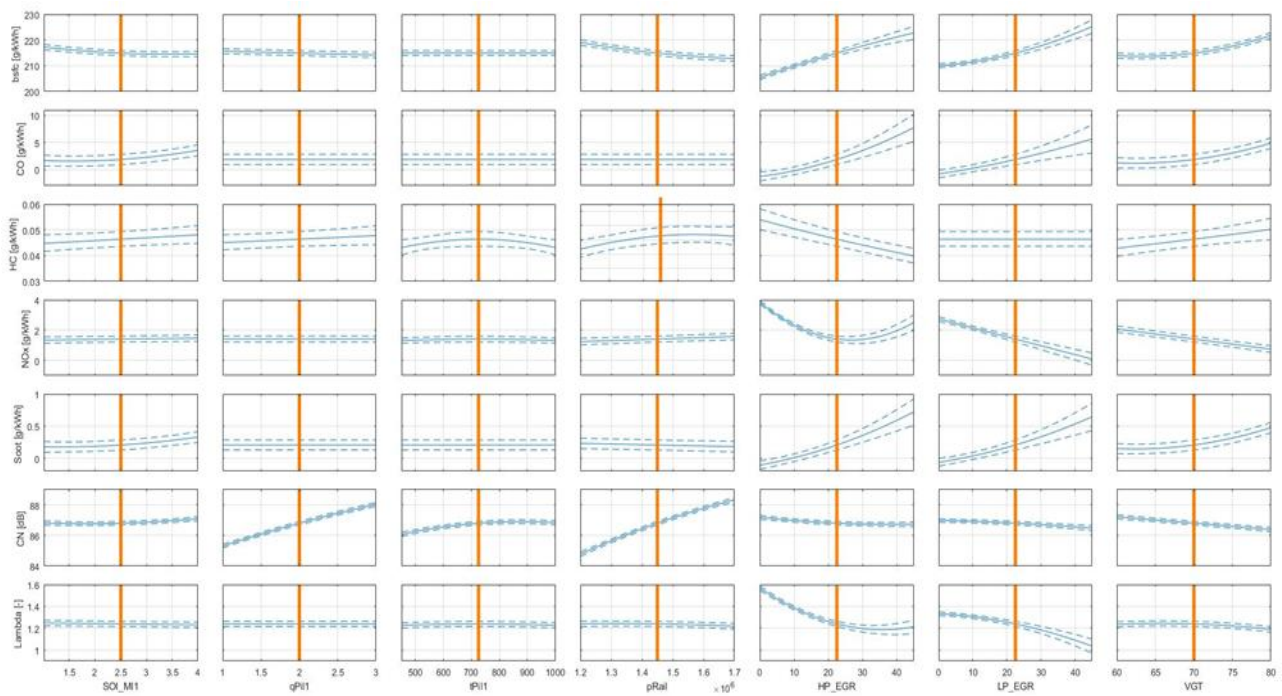 230
220
210
200
bsfc [g/kWh]
10
5
0
CO [g/kWh]
0.06
0.05
0.04
0.03
HC [g/kWh]
4
2
0
NOx [g/kWh]
1
0.5
0
Soot [g/kWh]
88
86
84
CN [dB]
1.6
1.4
1.2
1
Lambda [-]
1.5 2 2.5 3 3.5 4
1 1.5 2 2.5 3
500 600 700 800 900 1000
1.2 1.3 1.4 1.5 1.6 1.7
× 10⁶
0 10 20 30 40
0 10 20 30 40
60 65 70 75 80
SOI_MI1 qPil1 tPil1 pRail HP_EGR LP_EGR VGT